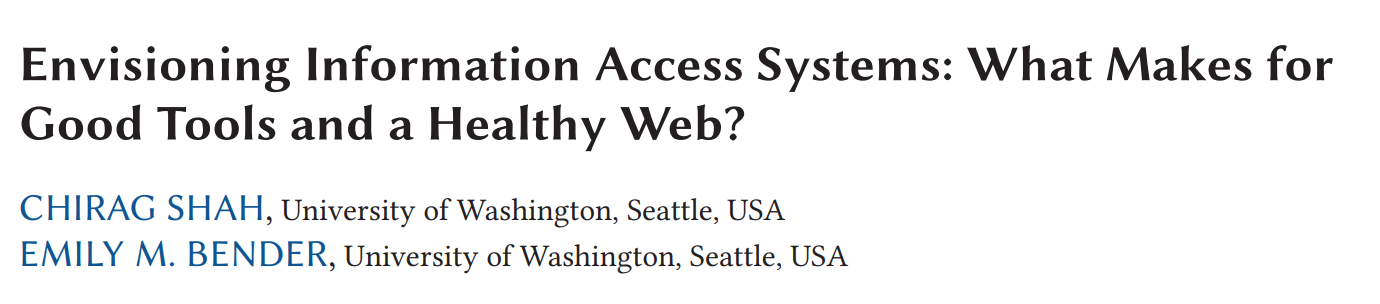 Envisioning Information Access Systems: What Makes for
Good Tools and a Healthy Web?
CHIRAG SHAH, University of Washington, Seattle, USA
EMILY M. BENDER, University of Washington, Seattle, USA